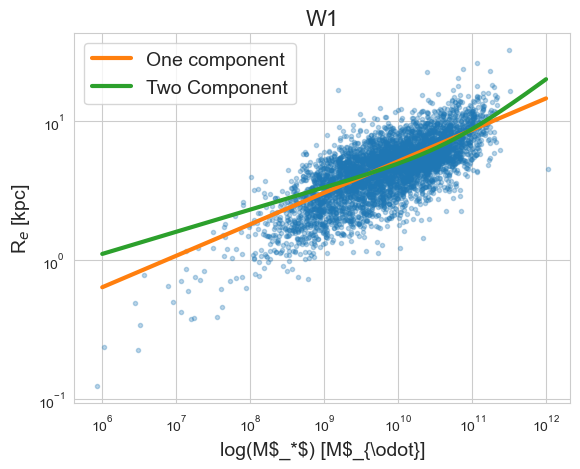 W1
One component
Two Component
R_e [kpc]
10^1
10^0
10^{-1}
10^6 10^7 10^8 10^9 10^10 10^11 10^12
log(M$_*$) [M$_{\odot}]